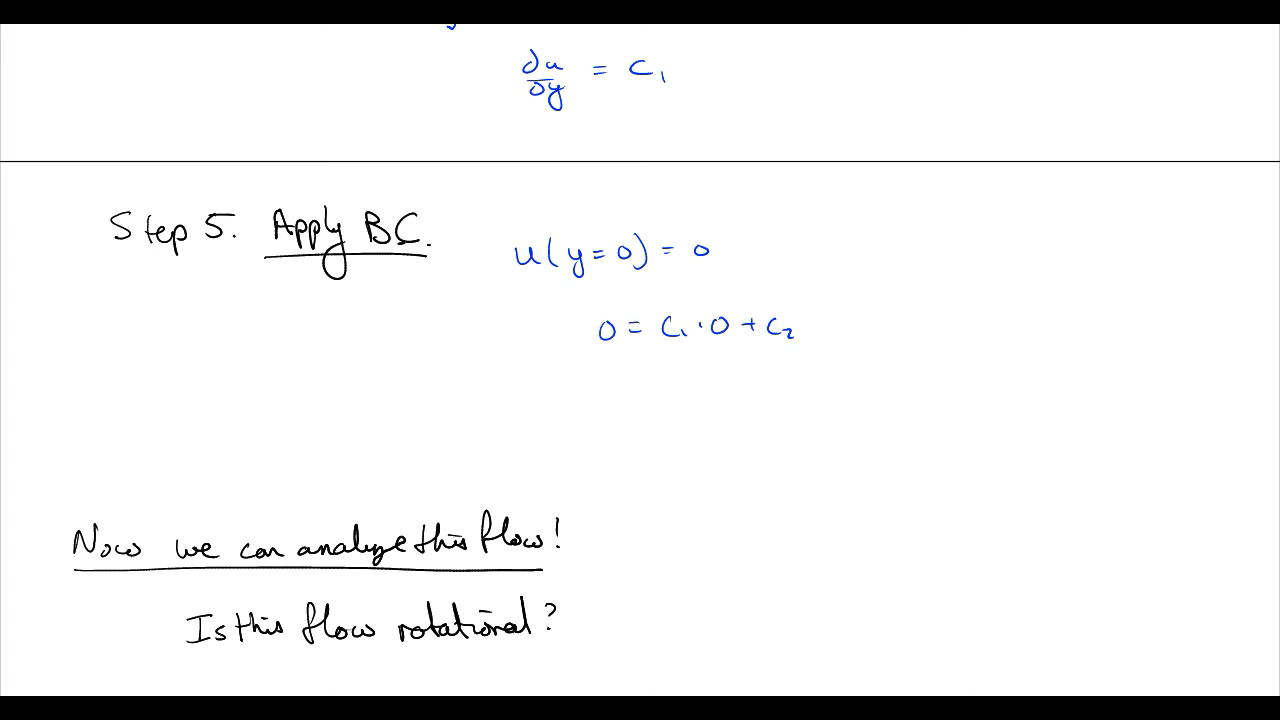 ∂u/∂y = C₁
Step 5. Apply BC.
u(y=0) = 0
0 = C₁·0 + C₂
Now we can analyze this flow!
Is this flow rotational?